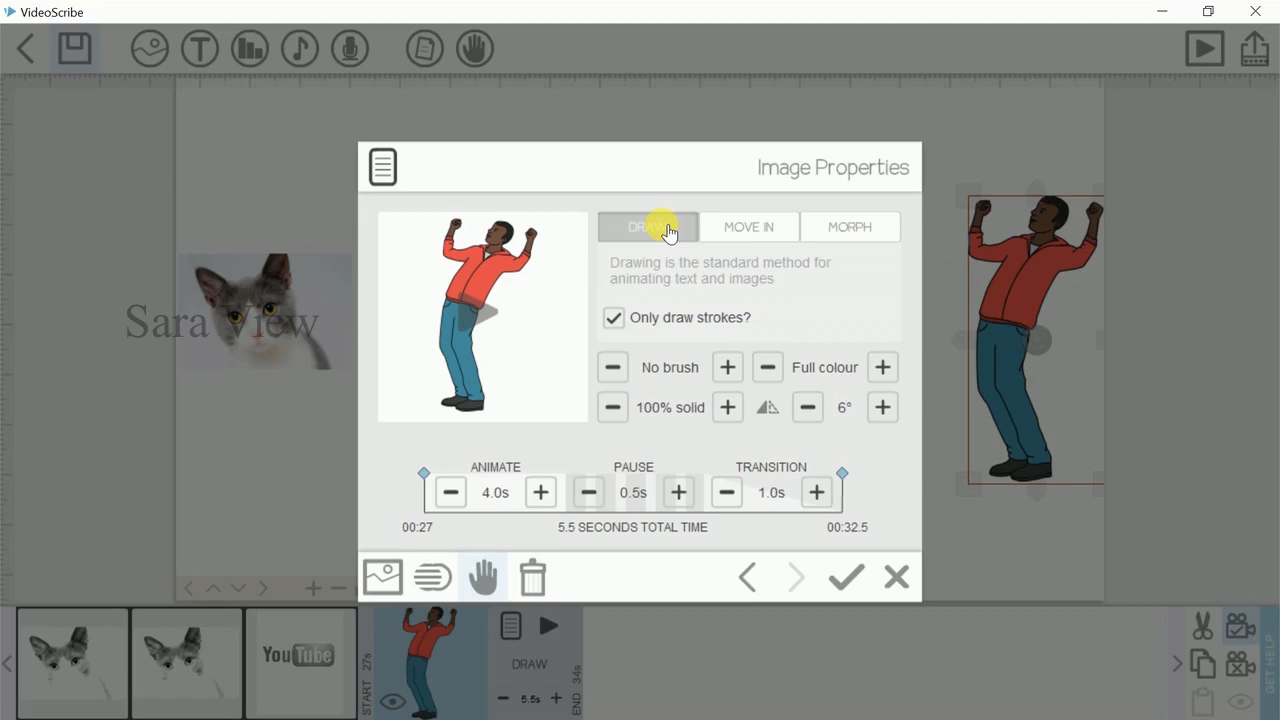 VideoScribe
Image Properties
DRAW
MOVE IN
MORPH
Drawing is the standard method for
animating text and images
Only draw strokes?
No brush
Full colour
100% solid
6°
Sara View
ANIMATE
PAUSE
TRANSITION
4.0s
0.5s
1.0s
00:27
5.5 SECONDS TOTAL TIME
00:32.5
YouTube
START 27s
DRAW
5.5s
END 34s
GET HELP